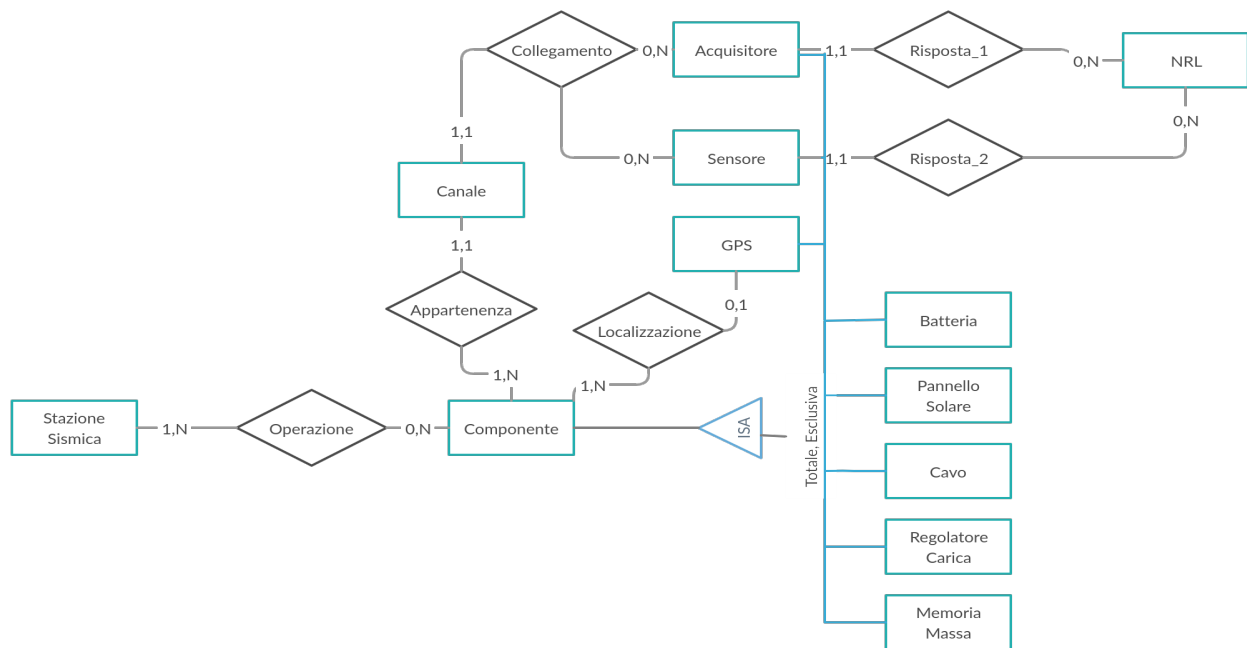 Collegamento
0,N
Acquisitore
1,1
Risposta_1
0,N
NRL
0,N
1,1
0,N
Sensore
1,1
Risposta_2
Canale
1,1
GPS
0,1
Appartenenza
Localizzazione
Batteria
1,N
1,N
Pannello
Solare
Stazione
Sismica
1,N
Operazione
0,N
Componente
ISA
Totale, Esclusiva
Cavo
Regolatore
Carica
Memoria
Massa